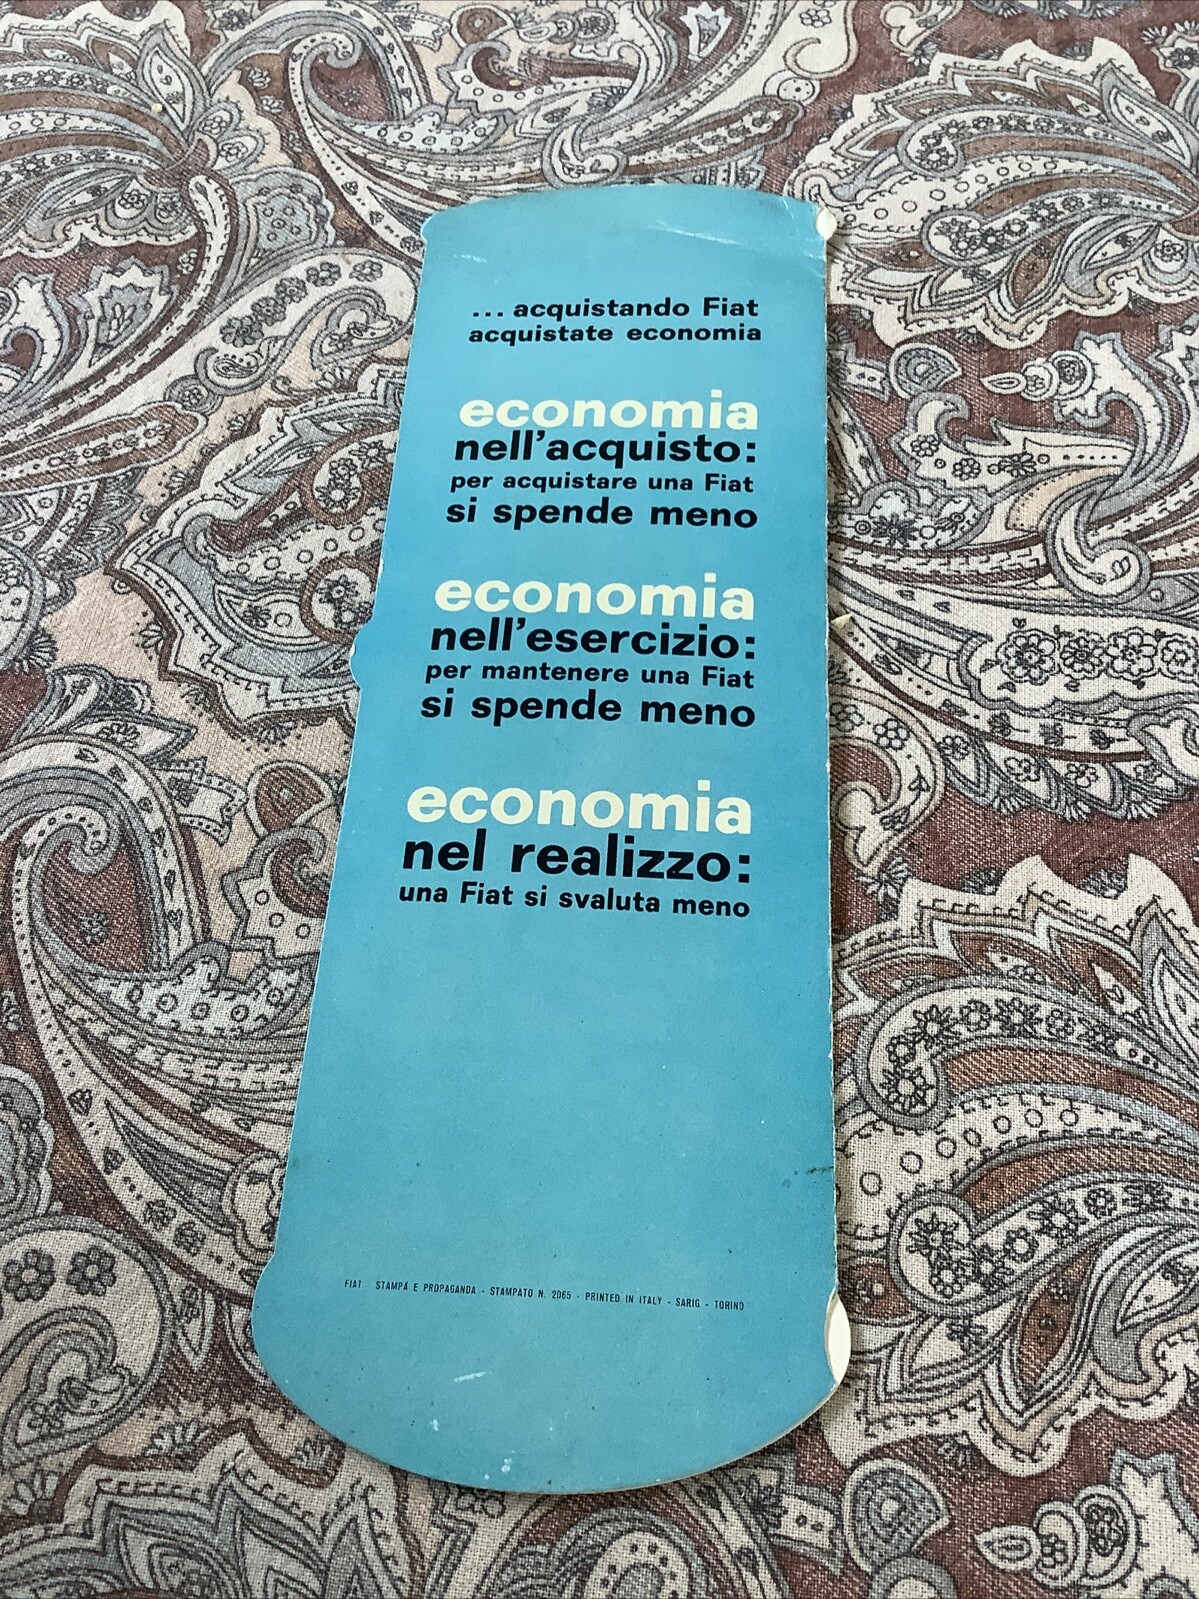 ... acquistando Fiat
acquistate economia
economia
nell'acquisto:
per acquistare una Fiat
si spende meno
economia
nell'esercizio:
per mantenere una Fiat
si spende meno
economia
nel realizzo:
una Fiat si svaluta meno
FIAT STAMPA E PROPAGANDA - STAMPATO N. 2065 - PRINTED IN ITALY - SARIG - TORINO